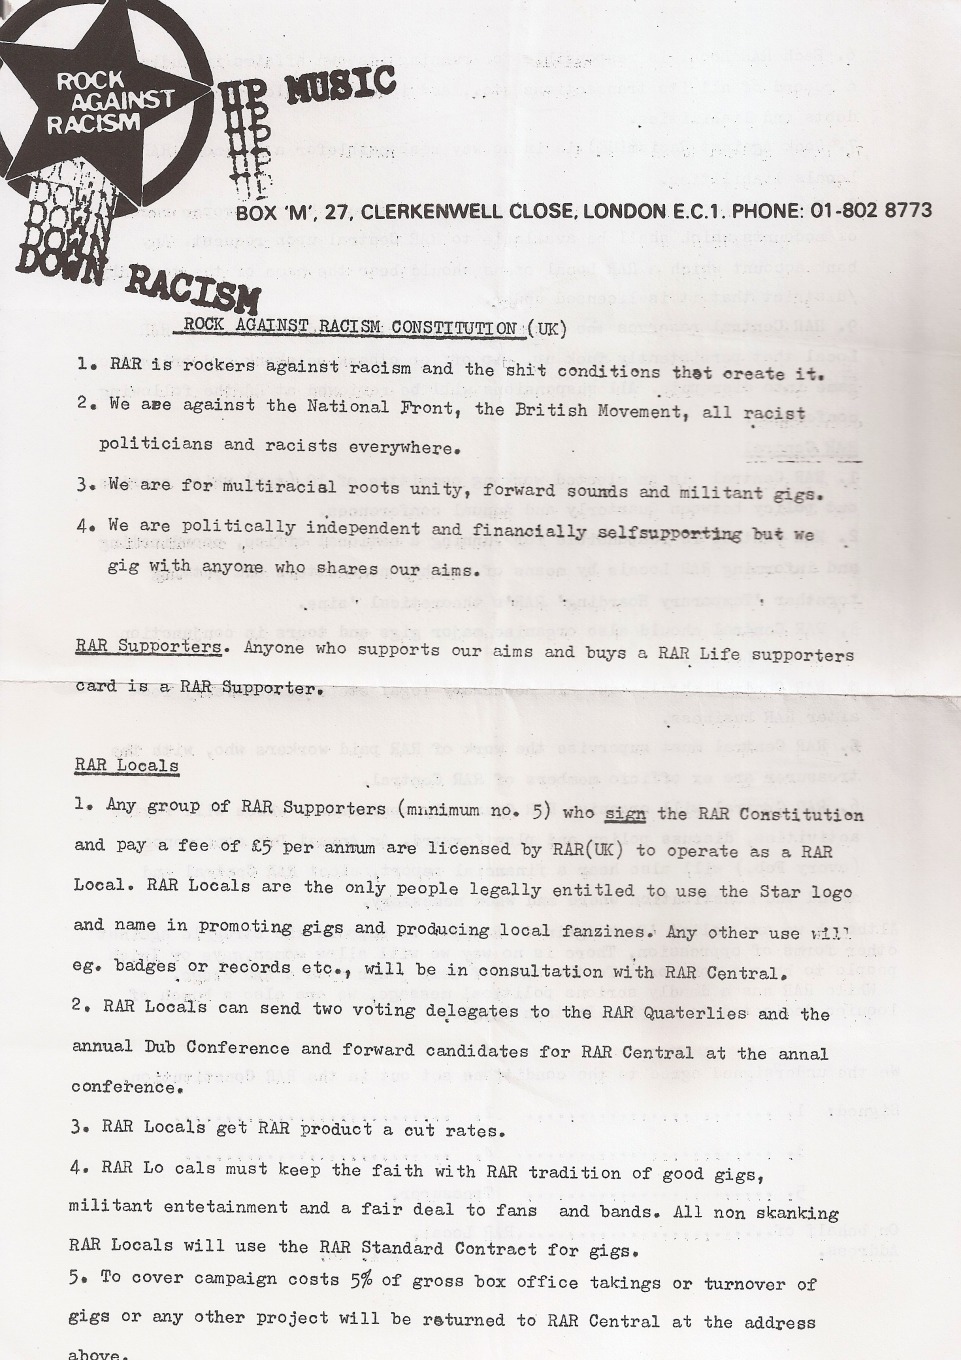 ROCK
AGAINST
RACISM
UP MUSIC
UP
UP
UP
UP
DOWN
DOWN
DOWN
DOWN
DOWN RACISM
BOX 'M', 27, CLERKENWELL CLOSE, LONDON E.C.1. PHONE: 01-802 8773
ROCK AGAINST RACISM CONSTITUTION (UK)
1. RAR is rockers against racism and the shit conditions that create it.
2. We are against the National Front, the British Movement, all racist
politicians and racists everywhere.
3. We are for multiracial roots unity, forward sounds and militant gigs.
4. We are politically independent and financially selfsupporting but we
gig with anyone who shares our aims.
RAR Supporters. Anyone who supports our aims and buys a RAR Life supporters
card is a RAR Supporter.
RAR Locals
1. Any group of RAR Supporters (minimum no. 5) who sign the RAR Constitution
and pay a fee of £5 per annum are licensed by RAR(UK) to operate as a RAR
Local. RAR Locals are the only people legally entitled to use the Star logo
and name in promoting gigs and producing local fanzines. Any other use will
eg. badges or records etc., will be in consultation with RAR Central.
2. RAR Locals can send two voting delegates to the RAR Quaterlies and the
annual Dub Conference and forward candidates for RAR Central at the annal
conference.
3. RAR Locals get RAR product a cut rates.
4. RAR Lo cals must keep the faith with RAR tradition of good gigs,
militant entetainment and a fair deal to fans and bands. All non skanking
RAR Locals will use the RAR Standard Contract for gigs.
5. To cover campaign costs 5% of gross box office takings or turnover of
gigs or any other project will be returned to RAR Central at the address
above.